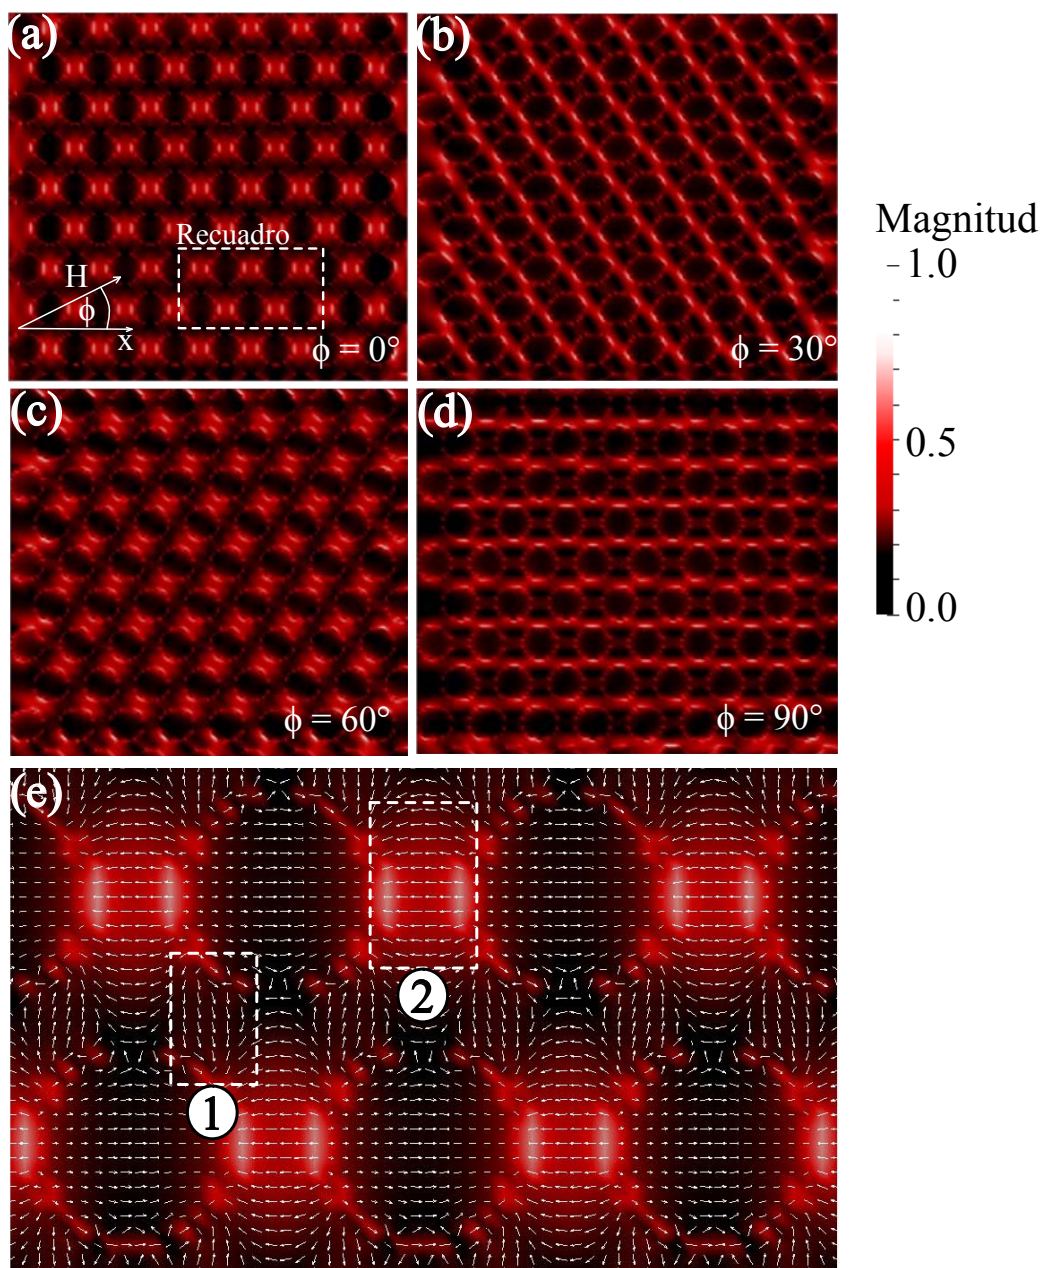 (a)
Recuadro
H
ϕ
x
ϕ = 0°
(b)
ϕ = 30°
Magnitud
1.0
0.5
0.0
(c)
ϕ = 60°
(d)
ϕ = 90°
(e)
2
1